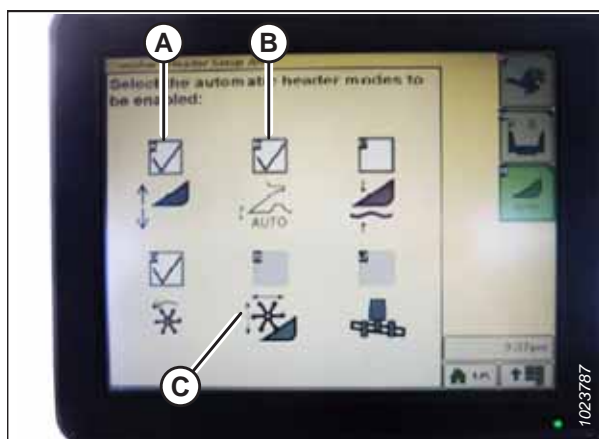 A
B
Select the automatic header modes to
be enabled:
AUTO
C
1023787